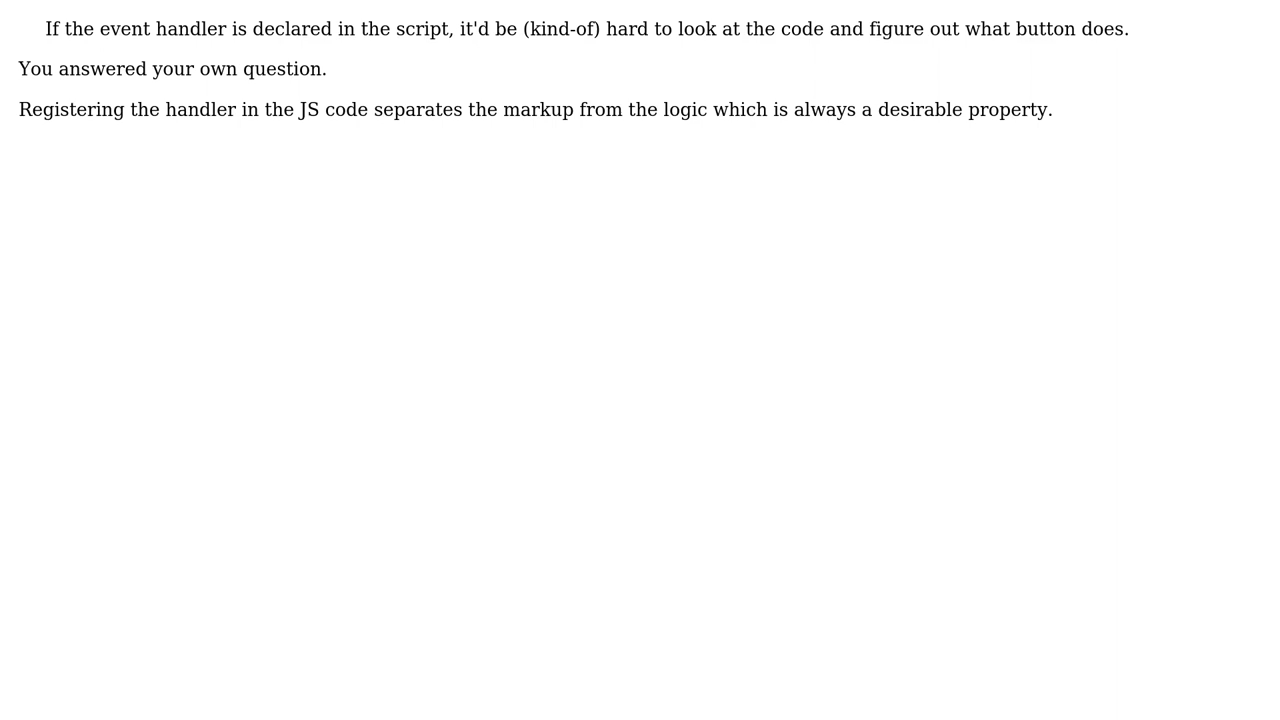 If the event handler is declared in the script, it'd be (kind-of) hard to look at the code and figure out what button does.
You answered your own question.
Registering the handler in the JS code separates the markup from the logic which is always a desirable property.